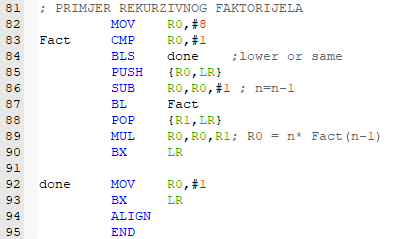 81 ; PRIMJER REKURZIVNOG FAKTORIJELA
82 MOV R0,#8
83 Fact CMP R0,#1
84 BLS done ;lower or same
85 PUSH {R0,LR}
86 SUB R0,R0,#1 ; n=n-1
87 BL Fact
88 POP {R1,LR}
89 MUL R0,R0,R1; R0 = n* Fact(n-1)
90 BX LR
91
92 done MOV R0,#1
93 BX LR
94 ALIGN
95 END